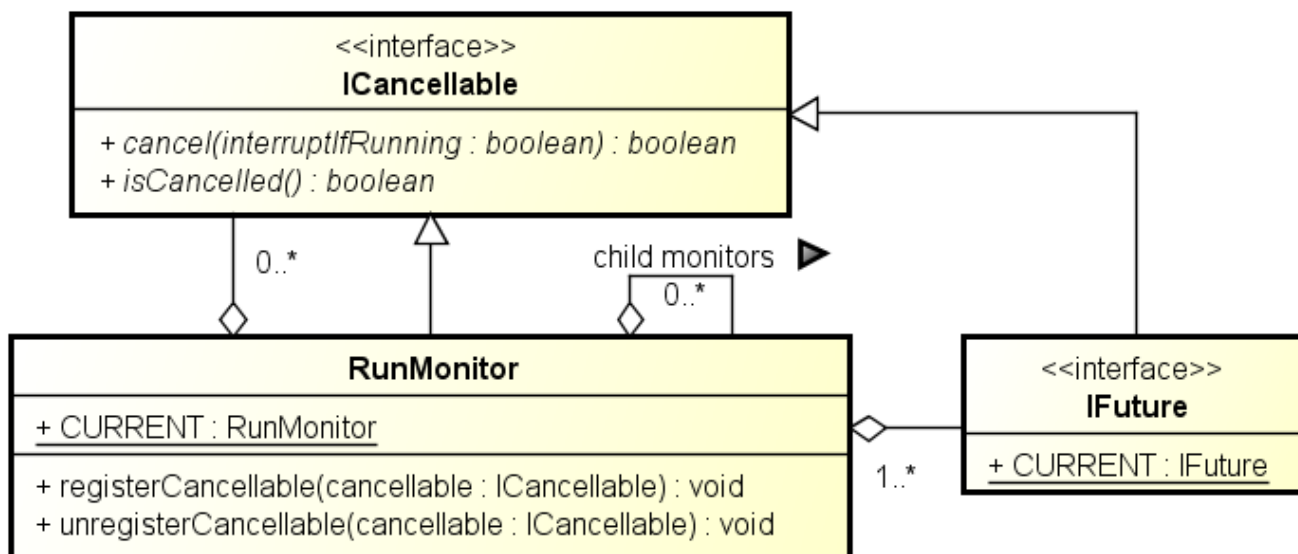 <<interface>>
ICancellable
+ cancel(interruptIfRunning : boolean) : boolean
+ isCancelled() : boolean
0..*
child monitors
0..*
RunMonitor
+ CURRENT : RunMonitor
+ registerCancellable(cancellable : ICancellable) : void
+ unregisterCancellable(cancellable : ICancellable) : void
1..*
<<interface>>
IFuture
+ CURRENT : IFuture